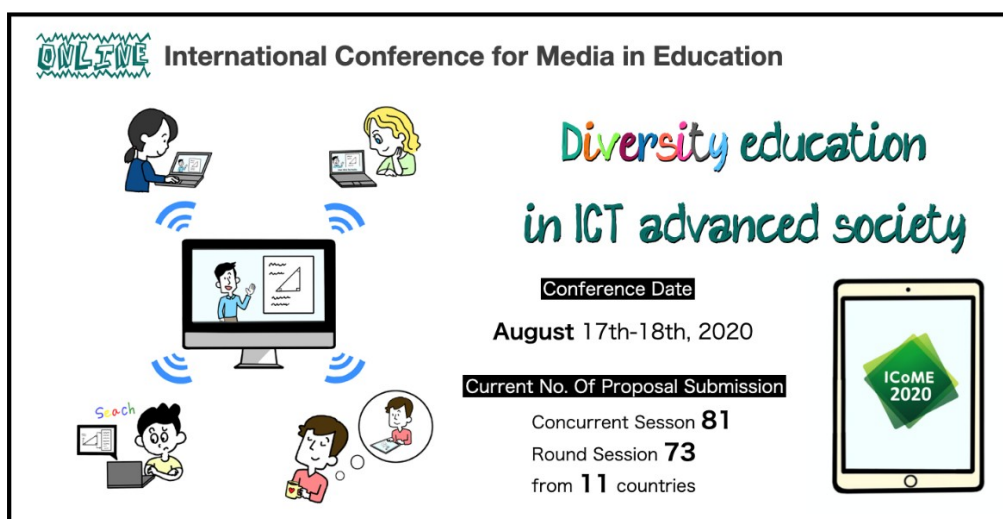 ONLINE International Conference for Media in Education
Diversity education
in ICT advanced society
Conference Date
August 17th-18th, 2020
Current No. Of Proposal Submission
Concurrent Sesson 81
Round Session 73
from 11 countries
ICoME
2020
Seach